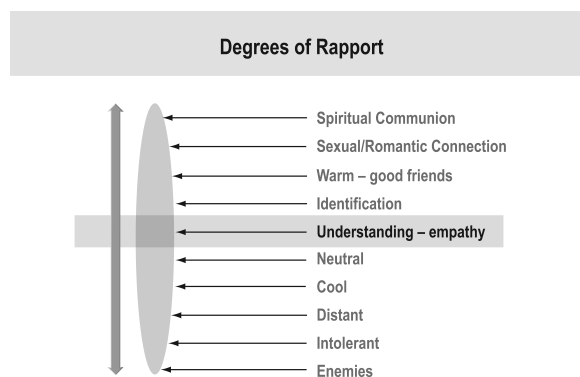 Degrees of Rapport
Spiritual Communion
Sexual/Romantic Connection
Warm – good friends
Identification
Understanding – empathy
Neutral
Cool
Distant
Intolerant
Enemies